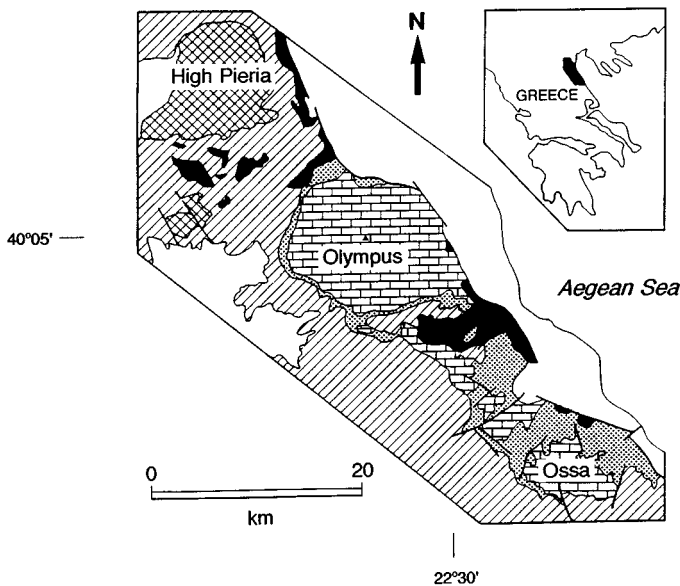 N
High Pieria
GREECE
40°05'
Olympus
Aegean Sea
Ossa
0 20
km
22°30'